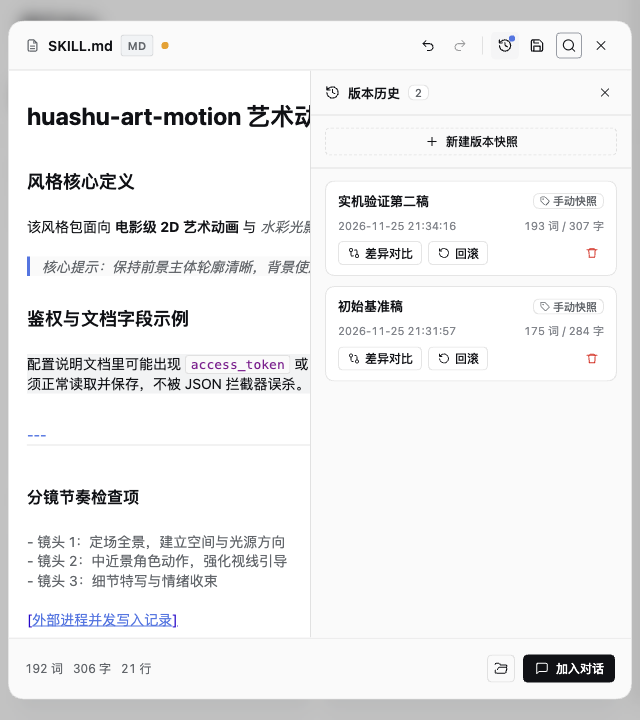 SKILL.md MD
版本历史 2
+ 新建版本快照
实机验证第二稿 手动快照
2026-11-25 21:34:16 193 词 / 307 字
差异对比 回滚
初始基准稿 手动快照
2026-11-25 21:31:57 175 词 / 284 字
差异对比 回滚
huashu-art-motion 艺术动
风格核心定义
该风格包面向 电影级 2D 艺术动画 与 水彩光影
核心提示：保持前景主体轮廓清晰，背景使
鉴权与文档字段示例
配置说明文档里可能出现 access_token 或
须正常读取并保存，不被 JSON 拦截器误杀。
---
分镜节奏检查项
- 镜头 1：定场全景，建立空间与光源方向
- 镜头 2：中近景角色动作，强化视线引导
- 镜头 3：细节特写与情绪收束
[外部进程并发写入记录]
192 词 306 字 21 行
加入对话